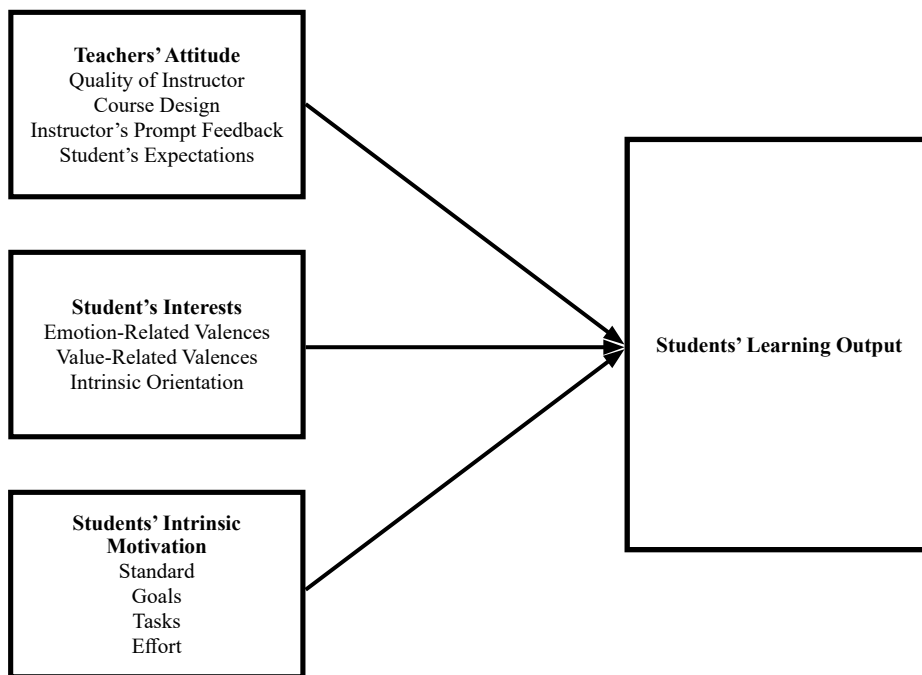 Teachers’ Attitude
Quality of Instructor
Course Design
Instructor’s Prompt Feedback
Student’s Expectations
Student’s Interests
Emotion-Related Valences
Value-Related Valences
Intrinsic Orientation
Students’ Intrinsic
Motivation
Standard
Goals
Tasks
Effort
Students’ Learning Output